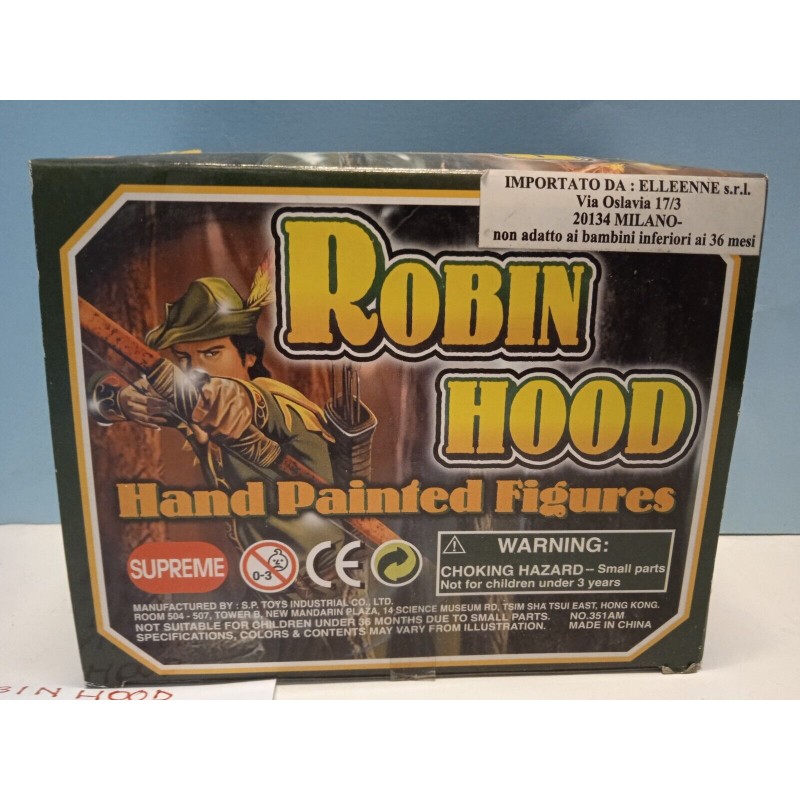 IMPORTATO DA : ELLEENNE s.r.l.
Via Oslavia 17/3
20134 MILANO-
non adatto ai bambini inferiori ai 36 mesi
ROBIN
HOOD
Hand Painted Figures
SUPREME
0-3
CE
WARNING:
CHOKING HAZARD -- Small parts
Not for children under 3 years
MANUFACTURED BY : S.P. TOYS INDUSTRIAL CO., LTD.
ROOM 504 - 507, TOWER B, NEW MANDARIN PLAZA, 14 SCIENCE MUSEUM RD, TSIM SHA TSUI EAST, HONG KONG.
NOT SUITABLE FOR CHILDREN UNDER 36 MONTHS DUE TO SMALL PARTS. NO.351AM
SPECIFICATIONS, COLORS & CONTENTS MAY VARY FROM ILLUSTRATION. MADE IN CHINA
BIN HOOD